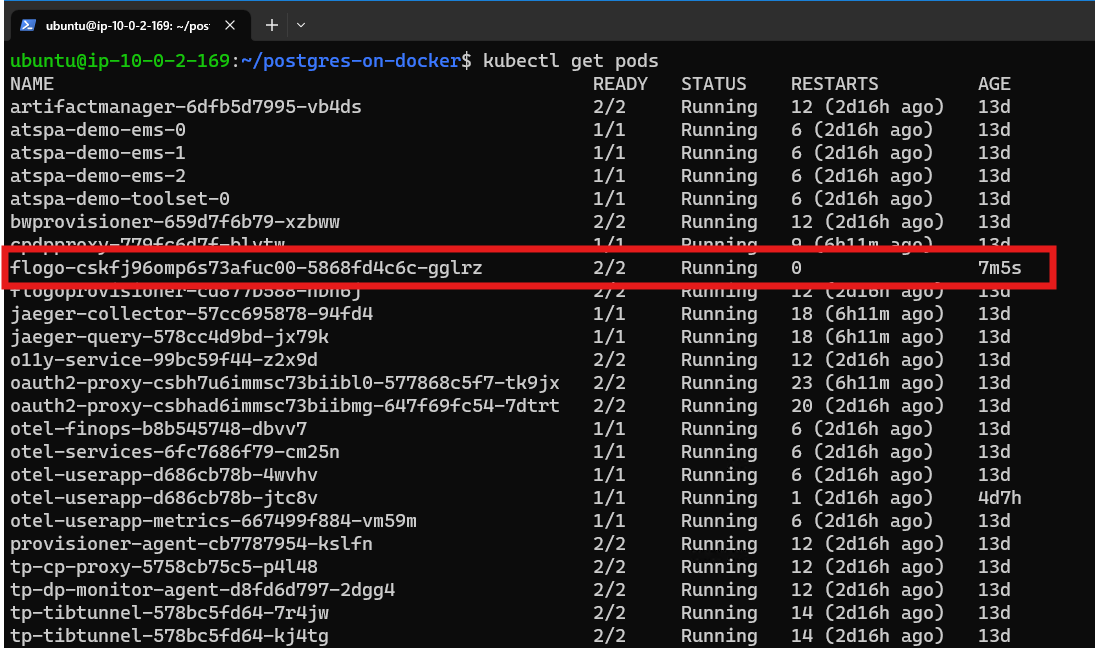 ubuntu@ip-10-0-2-169: ~/pos
ubuntu@ip-10-0-2-169:~/postgres-on-docker$ kubectl get pods
NAME READY STATUS RESTARTS AGE
artifactmanager-6dfb5d7995-vb4ds 2/2 Running 12 (2d16h ago) 13d
atspa-demo-ems-0 1/1 Running 6 (2d16h ago) 13d
atspa-demo-ems-1 1/1 Running 6 (2d16h ago) 13d
atspa-demo-ems-2 1/1 Running 6 (2d16h ago) 13d
atspa-demo-toolset-0 1/1 Running 6 (2d16h ago) 13d
bwprovisioner-659d7f6b79-xzbww 2/2 Running 12 (2d16h ago) 13d
cpdpproxy-779fc6d7f-blvtw 1/1 Running 9 (6h11m ago) 13d
flogo-cskfj96omp6s73afuc00-5868fd4c6c-gglrz 2/2 Running 0 7m5s
flogoprovisioner-cd877b588-nbn6j 2/2 Running 12 (2d16h ago) 13d
jaeger-collector-57cc695878-94fd4 1/1 Running 18 (6h11m ago) 13d
jaeger-query-578cc4d9bd-jx79k 1/1 Running 18 (6h11m ago) 13d
o11y-service-99bc59f44-z2x9d 2/2 Running 12 (2d16h ago) 13d
oauth2-proxy-csbh7u6immsc73biibl0-577868c5f7-tk9jx 2/2 Running 23 (6h11m ago) 13d
oauth2-proxy-csbhad6immsc73biibmg-647f69fc54-7dtrt 2/2 Running 20 (2d16h ago) 13d
otel-finops-b8b545748-dbvv7 1/1 Running 6 (2d16h ago) 13d
otel-services-6fc7686f79-cm25n 1/1 Running 6 (2d16h ago) 13d
otel-userapp-d686cb78b-4wvhv 1/1 Running 6 (2d16h ago) 13d
otel-userapp-d686cb78b-jtc8v 1/1 Running 1 (2d16h ago) 4d7h
otel-userapp-metrics-667499f884-vm59m 1/1 Running 6 (2d16h ago) 13d
provisioner-agent-cb7787954-kslfn 2/2 Running 12 (2d16h ago) 13d
tp-cp-proxy-5758cb75c5-p4l48 2/2 Running 12 (2d16h ago) 13d
tp-dp-monitor-agent-d8fd6d797-2dgg4 2/2 Running 12 (2d16h ago) 13d
tp-tibtunnel-578bc5fd64-7r4jw 2/2 Running 14 (2d16h ago) 13d
tp-tibtunnel-578bc5fd64-kj4tg 2/2 Running 14 (2d16h ago) 13d